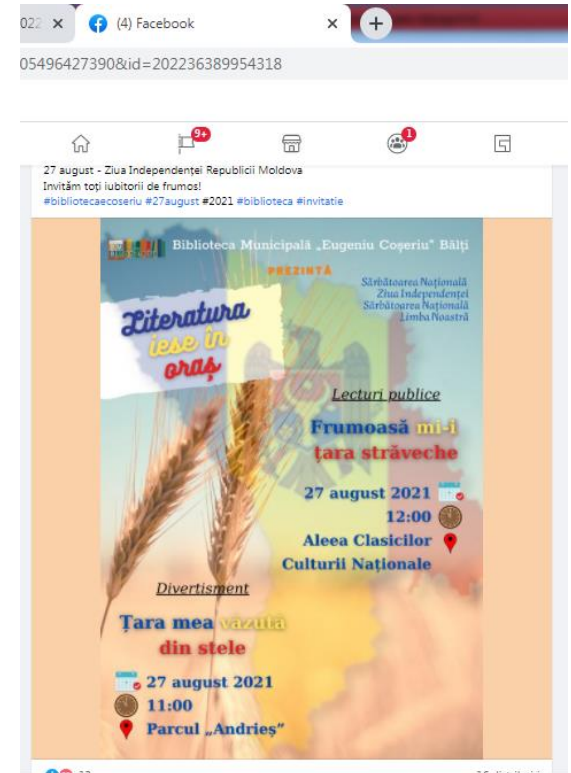 022
(4) Facebook
05496427390&id=202236389954318
9+
1
27 august - Ziua Independenței Republicii Moldova
Invităm toți iubitorii de frumos!
#bibliotecaecoseriu #27august #2021 #biblioteca #invitatie
Biblioteca Municipală „Eugeniu Coșeriu” Bălți
PREZINTĂ
Sărbătoarea Națională
Ziua Independenței
Sărbătoarea Națională
Limba Noastră
Literatura
iese în
oraș
Lecturi publice
Frumoasă mi-i
țara străveche
27 august 2021
12:00
Aleea Clasicilor
Culturii Naționale
Divertisment
Țara mea văzută
din stele
27 august 2021
11:00
Parcul „Andrieș”